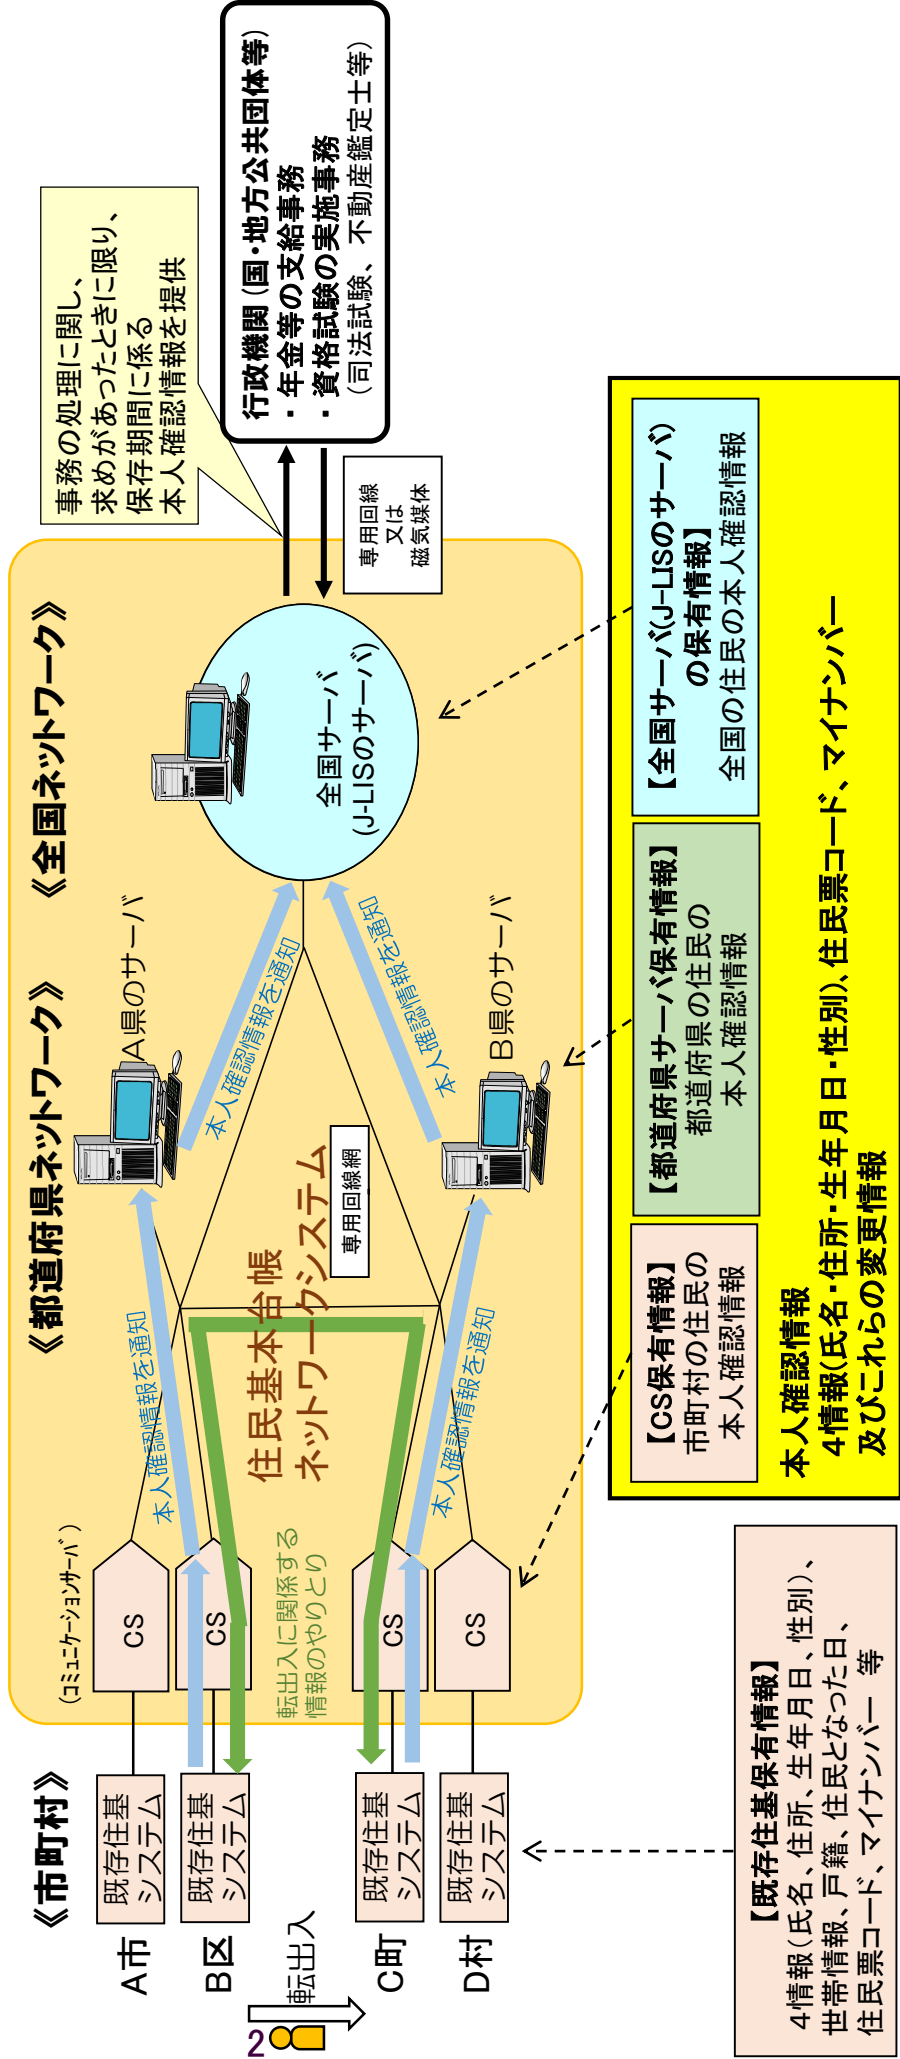 《市町村》
《都道府県ネットワーク》
《全国ネットワーク》
(コミュニケーションサーバ)
A市
既存住基
システム
CS
B区
既存住基
システム
CS
C町
既存住基
システム
CS
D村
既存住基
システム
CS
2
転出入
転出入に関係する
情報のやりとり
本人確認情報を通知
本人確認情報を通知
住民基本台帳
ネットワークシステム
専用回線網
A県のサーバ
B県のサーバ
本人確認情報を通知
本人確認情報を通知
全国サーバ
(J-LISのサーバ)
事務の処理に関し、
求めがあったときに限り、
保存期間に係る
本人確認情報を提供
専用回線
又は
磁気媒体
行政機関(国・地方公共団体等)
・年金等の支給事務
・資格試験の実施事務
(司法試験、不動産鑑定士等)
【既存住基保有情報】
4情報(氏名、住所、生年月日、性別)、
世帯情報、戸籍、住民となった日、
住民票コード、マイナンバー 等
【CS保有情報】
市町村の住民の
本人確認情報
【都道府県サーバ保有情報】
都道府県の住民の
本人確認情報
【全国サーバ(J-LISのサーバ)
の保有情報】
全国の住民の本人確認情報
本人確認情報
4情報(氏名・住所・生年月日・性別)、住民票コード、マイナンバー
及びこれらの変更情報